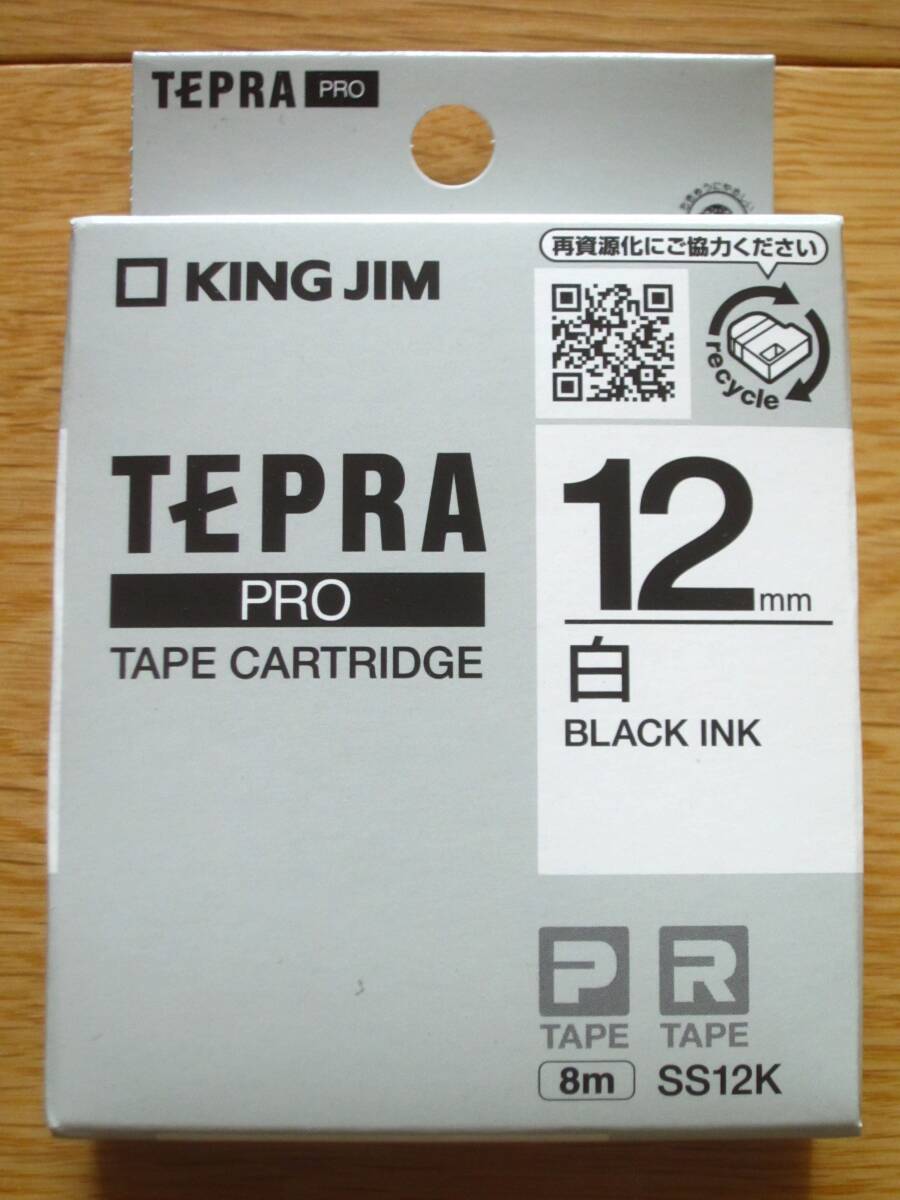 TEPRA PRO
KING JIM
再資源化にご協力ください
recycle
TEPRA
PRO
TAPE CARTRIDGE
12mm
白
BLACK INK
P
TAPE
R
TAPE
8m
SS12K